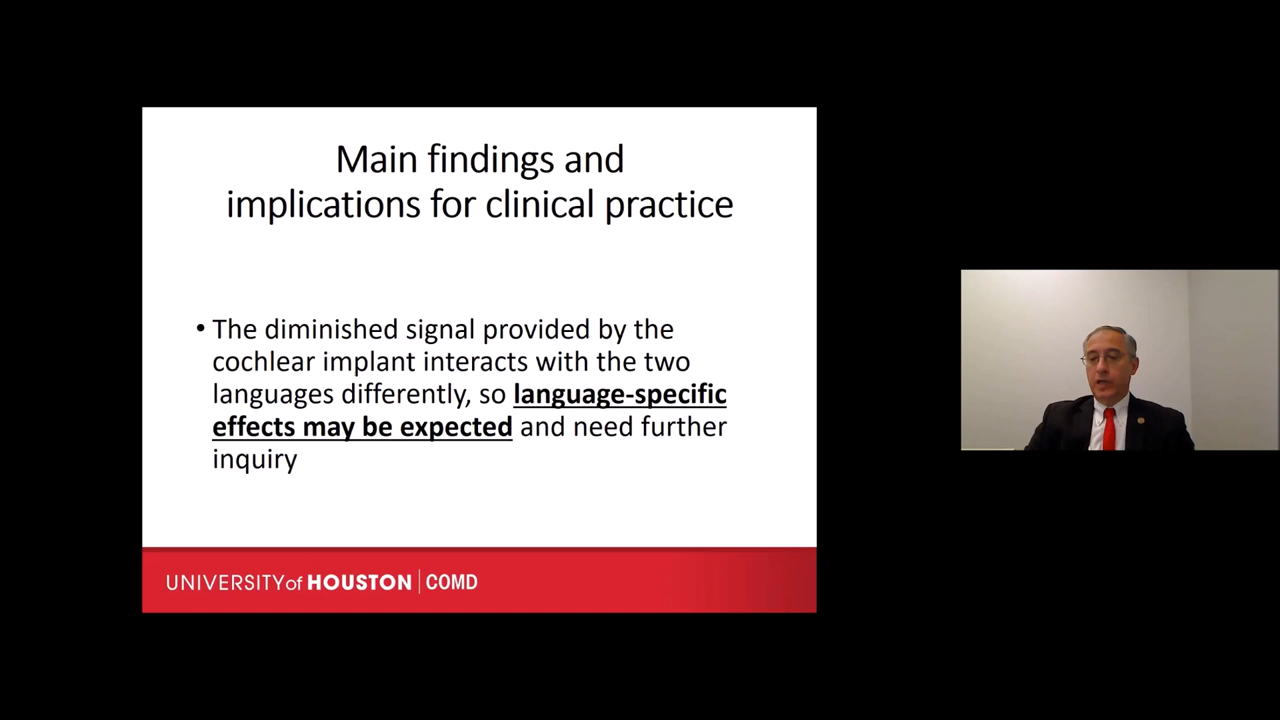 Main findings and
implications for clinical practice
• The diminished signal provided by the
cochlear implant interacts with the two
languages differently, so language-specific
effects may be expected and need further
inquiry
UNIVERSITY of HOUSTON | COMD